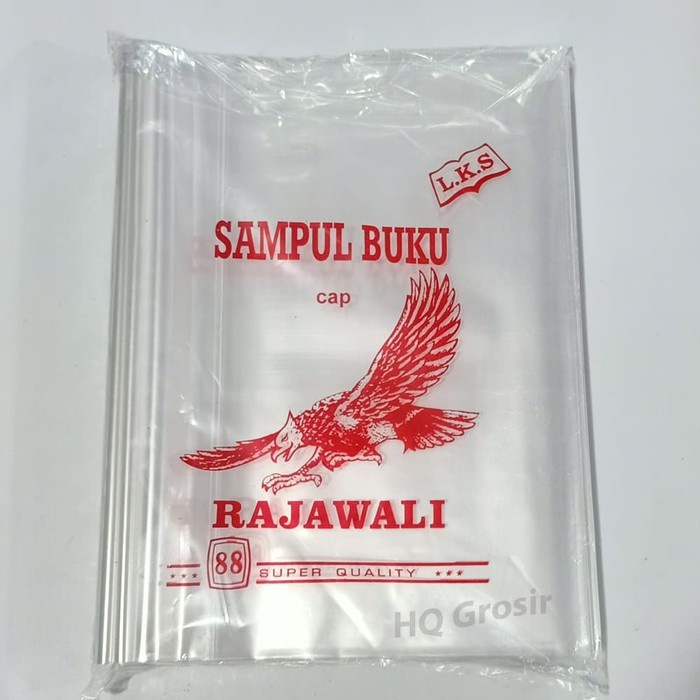 L.K.S
SAMPUL BUKU
cap
RAJAWALI
88
SUPER QUALITY
HQ Grosir